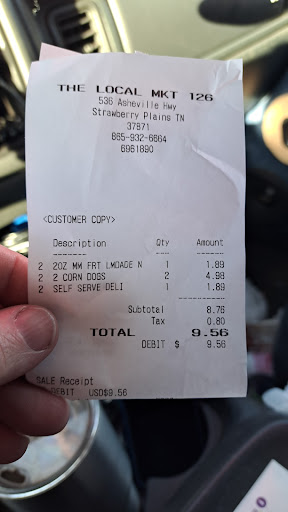 THE LOCAL MKT 126
536 Asheville Hwy
Strawberry Plains TN
37871
865-932-6664
6961890
<CUSTOMER COPY>
Description Qty Amount
------- --- ------
2 20Z MM FRT LMDADE N 1 1.89
2 2 CORN DOGS 2 4.98
2 SELF SERVE DELI 1 1.89
-----------
Subtotal 8.76
Tax 0.80
TOTAL 9.56
DEBIT $ 9.56
SALE Receipt
DEBIT USD$9.56